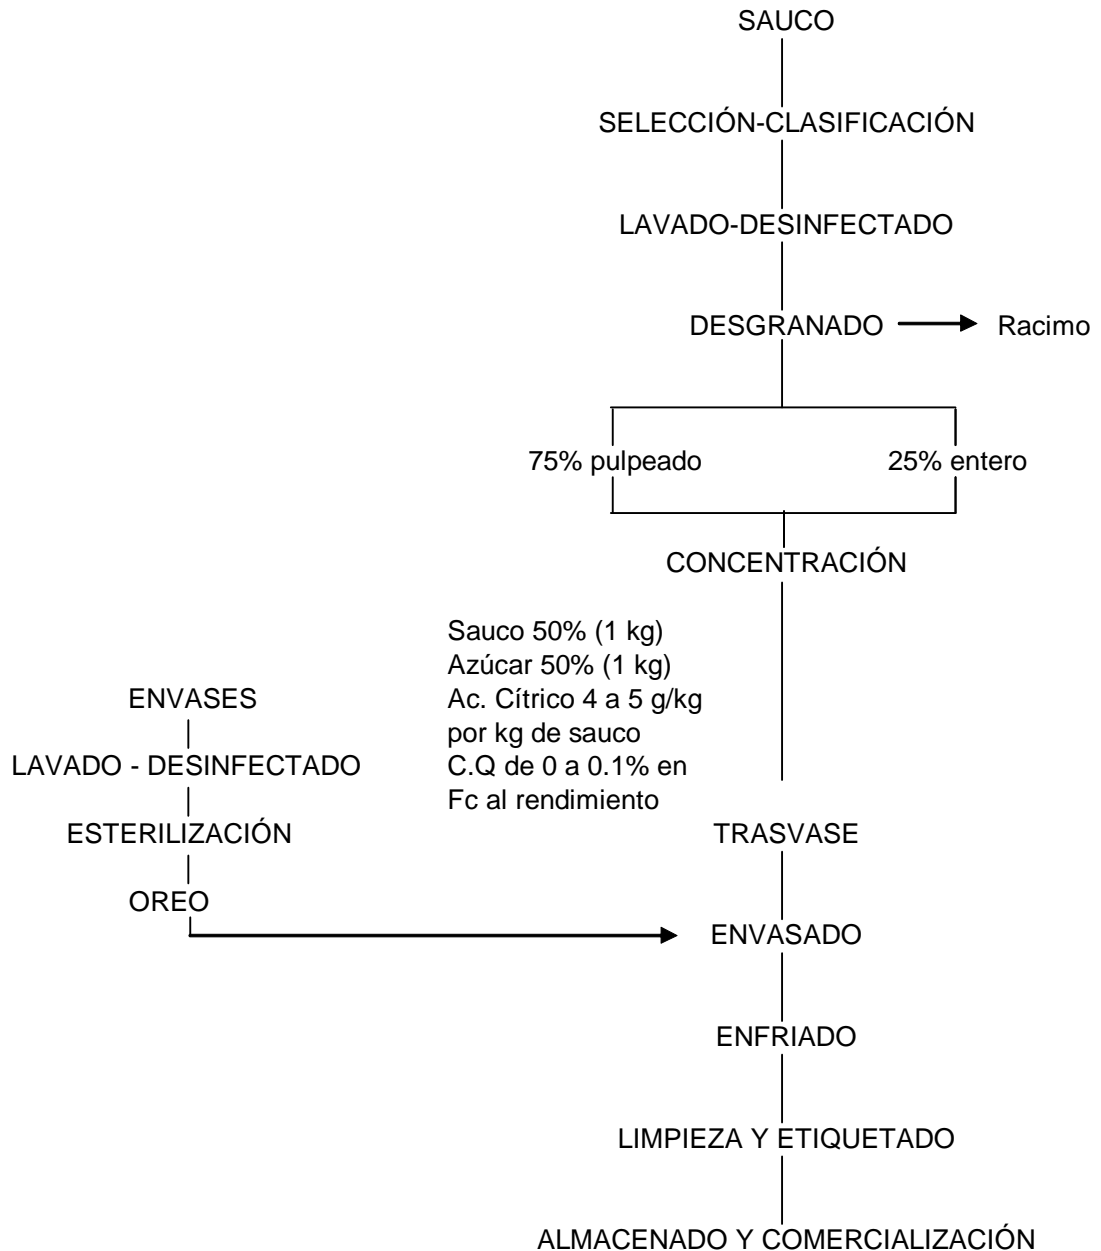 SAUCO
SELECCIÓN-CLASIFICACIÓN
LAVADO-DESINFECTADO
DESGRANADO
Racimo
75% pulpeado
25% entero
CONCENTRACIÓN
Sauco 50% (1 kg)
Azúcar 50% (1 kg)
Ac. Cítrico 4 a 5 g/kg
por kg de sauco
C.Q de 0 a 0.1% en
Fc al rendimiento
ENVASES
LAVADO - DESINFECTADO
ESTERILIZACIÓN
OREO
TRASVASE
ENVASADO
ENFRIADO
LIMPIEZA Y ETIQUETADO
ALMACENADO Y COMERCIALIZACIÓN